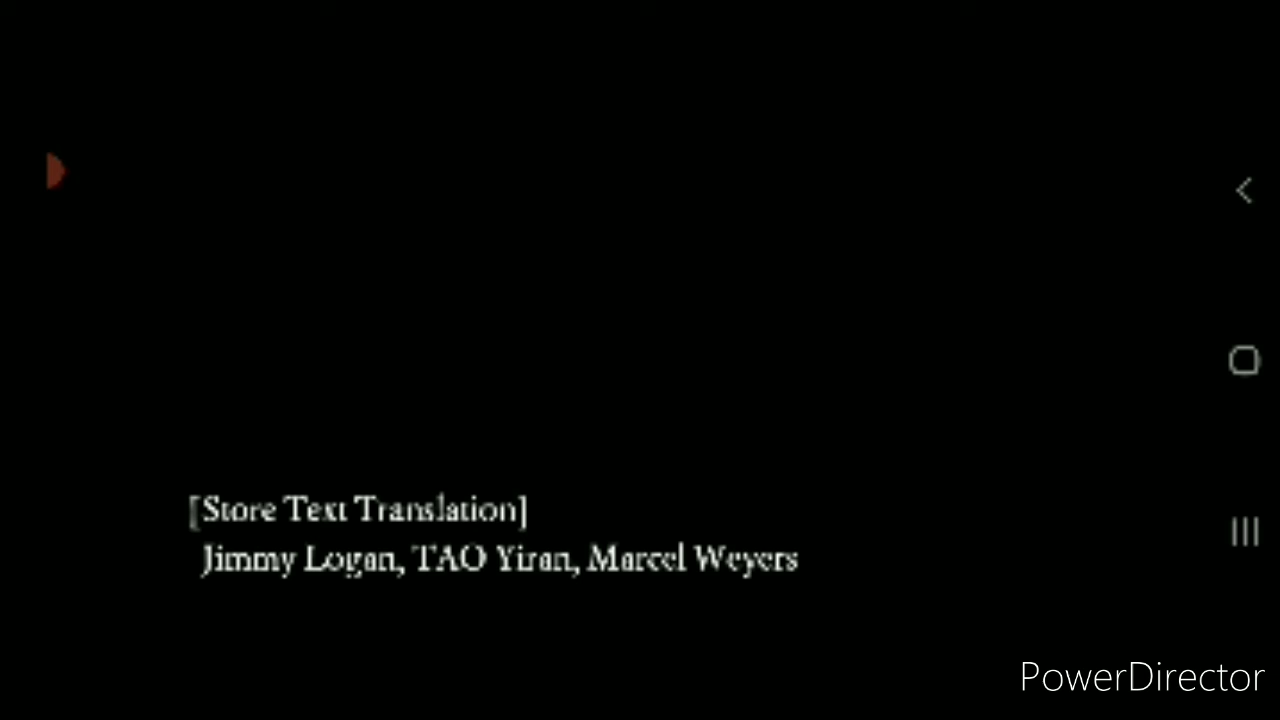 [Store Text Translation]
Jimmy Logan, TAO Yiran, Marcel Weyers
PowerDirector